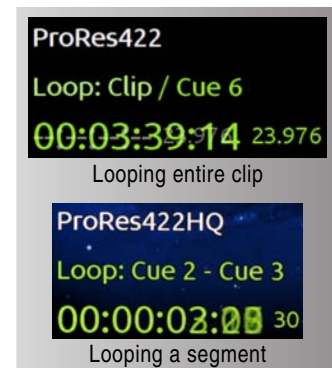 ProRes422
Loop: Clip / Cue 6
00:03:39:14 23.976
Looping entire clip
ProRes422HQ
Loop: Cue 2 - Cue 3
30
Looping a segment